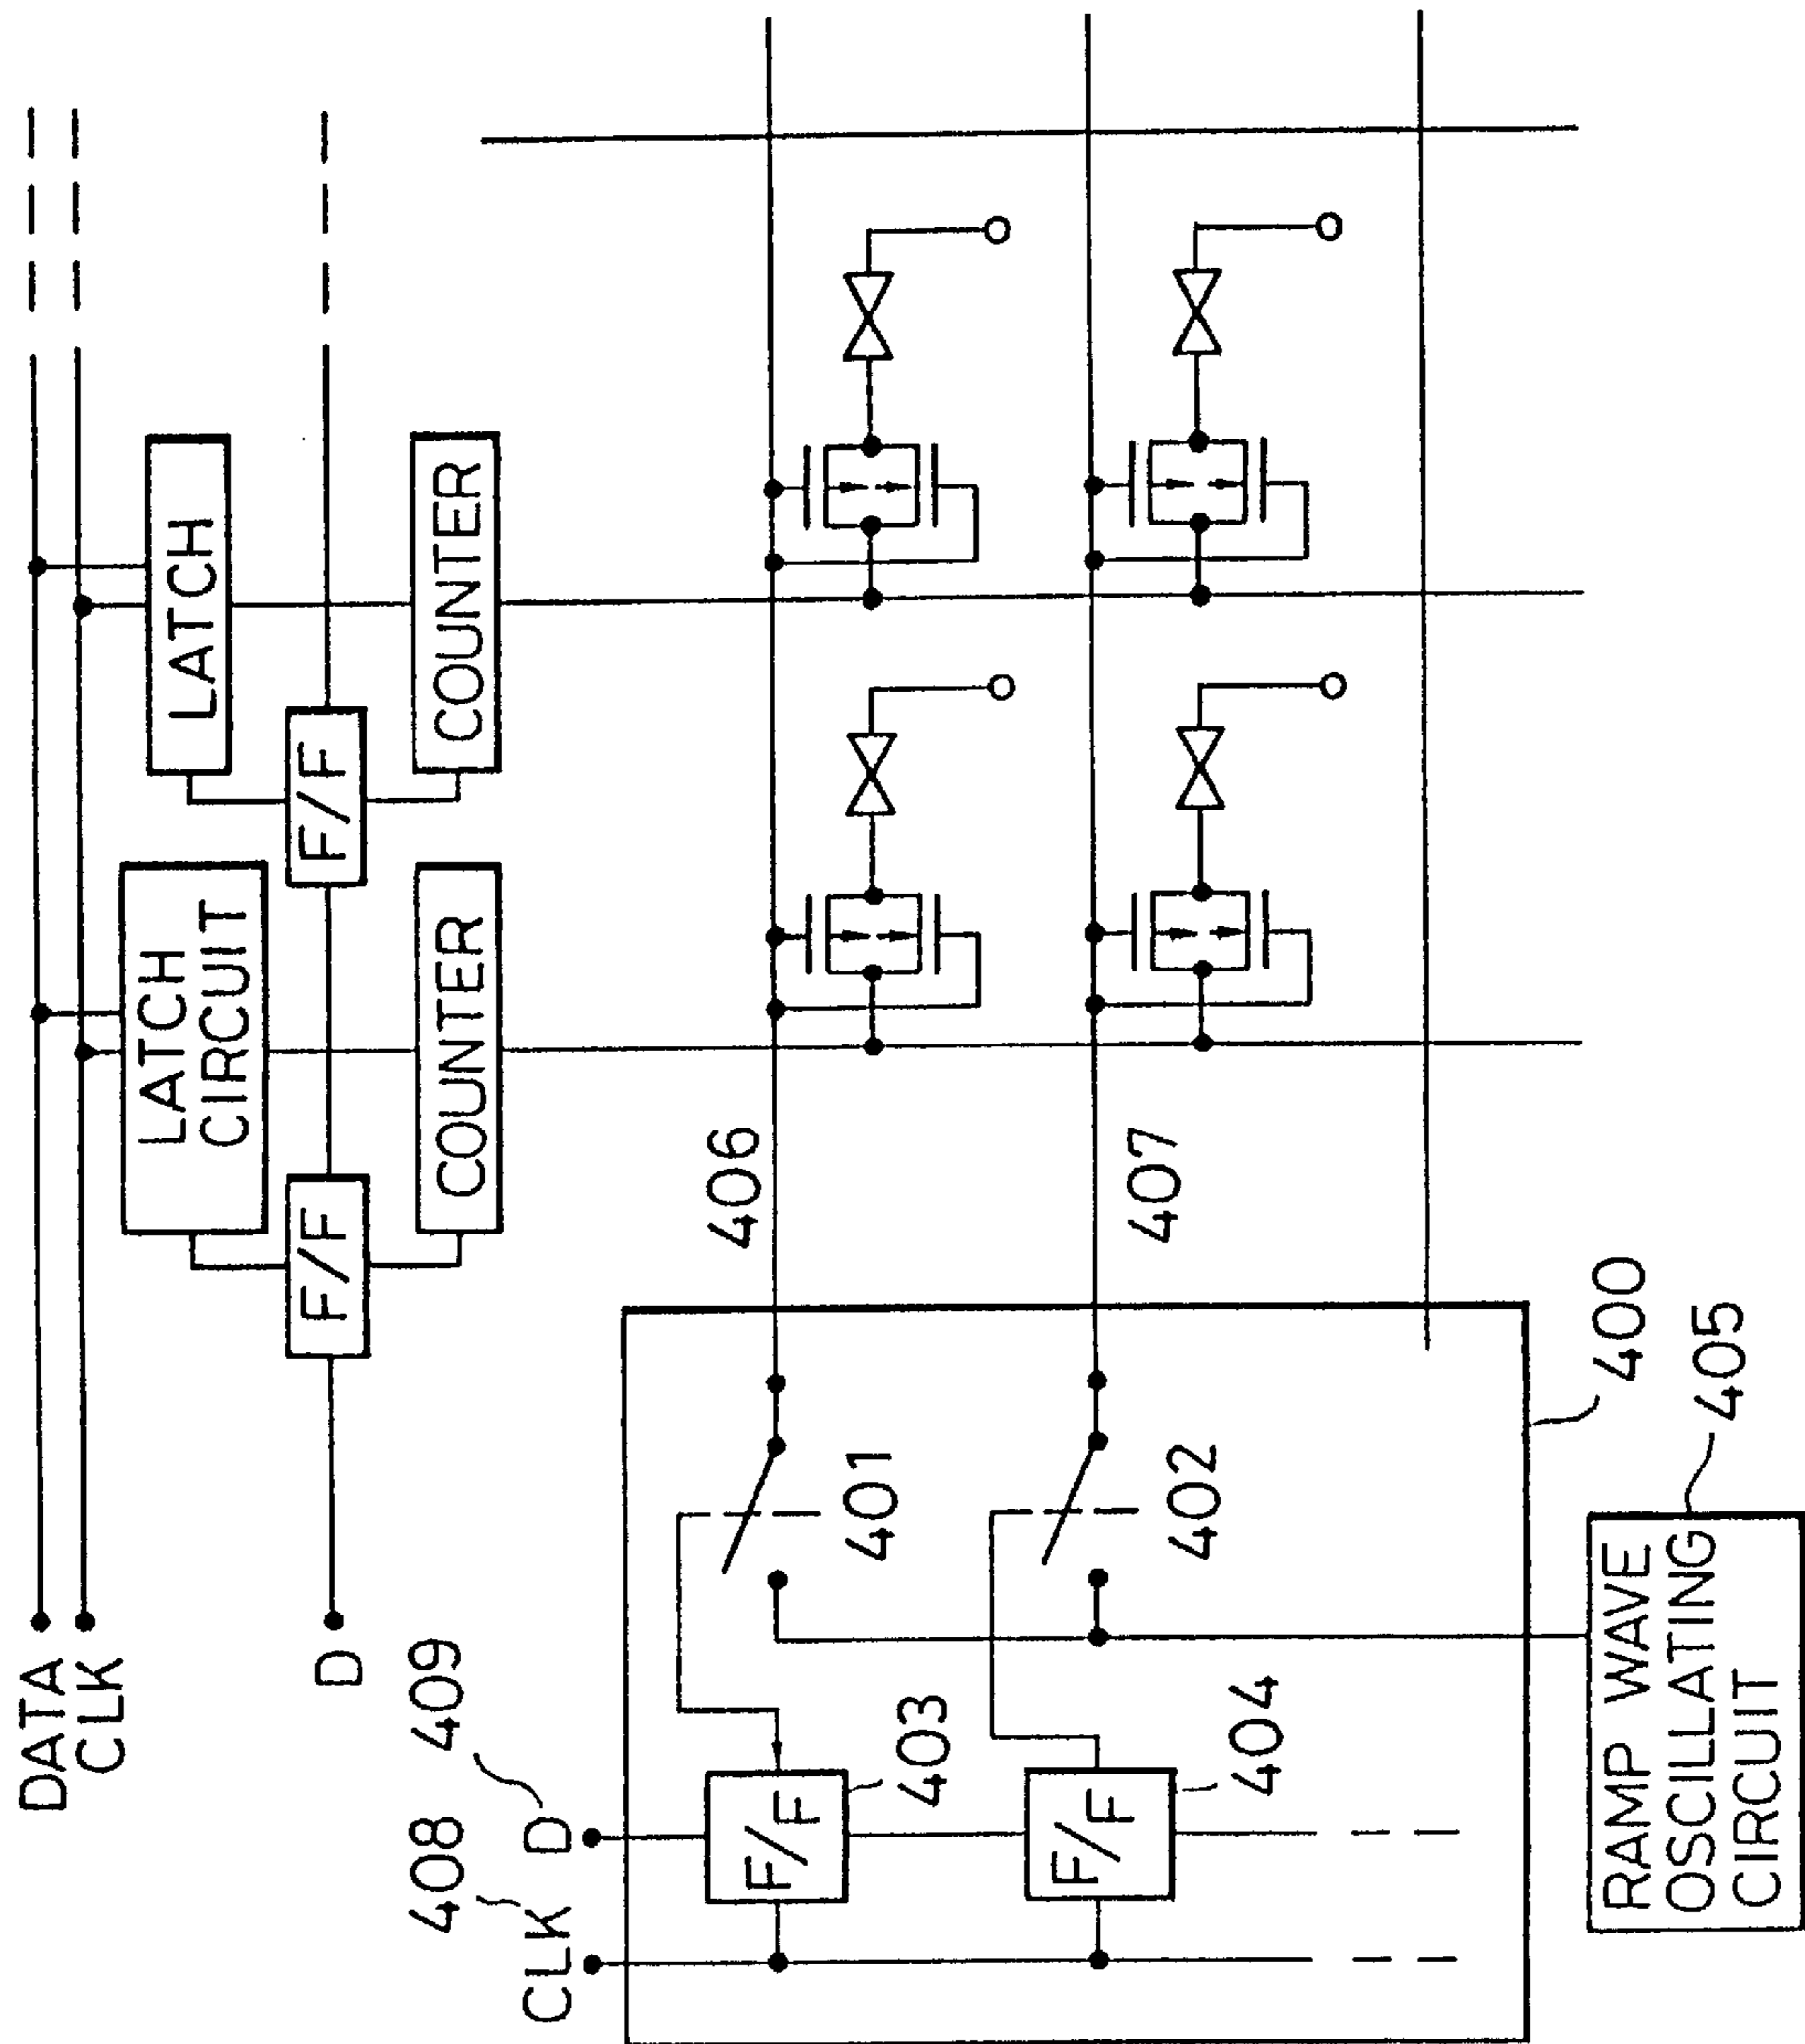 DATA
CLK
D
LATCH
CIRCUIT
LATCH
F/F
F/F
COUNTER
COUNTER
406
407
408
409
CLK
D
F/F
403
F/F
404
401
402
400
405
RAMP WAVE
OSCILLATING
CIRCUIT